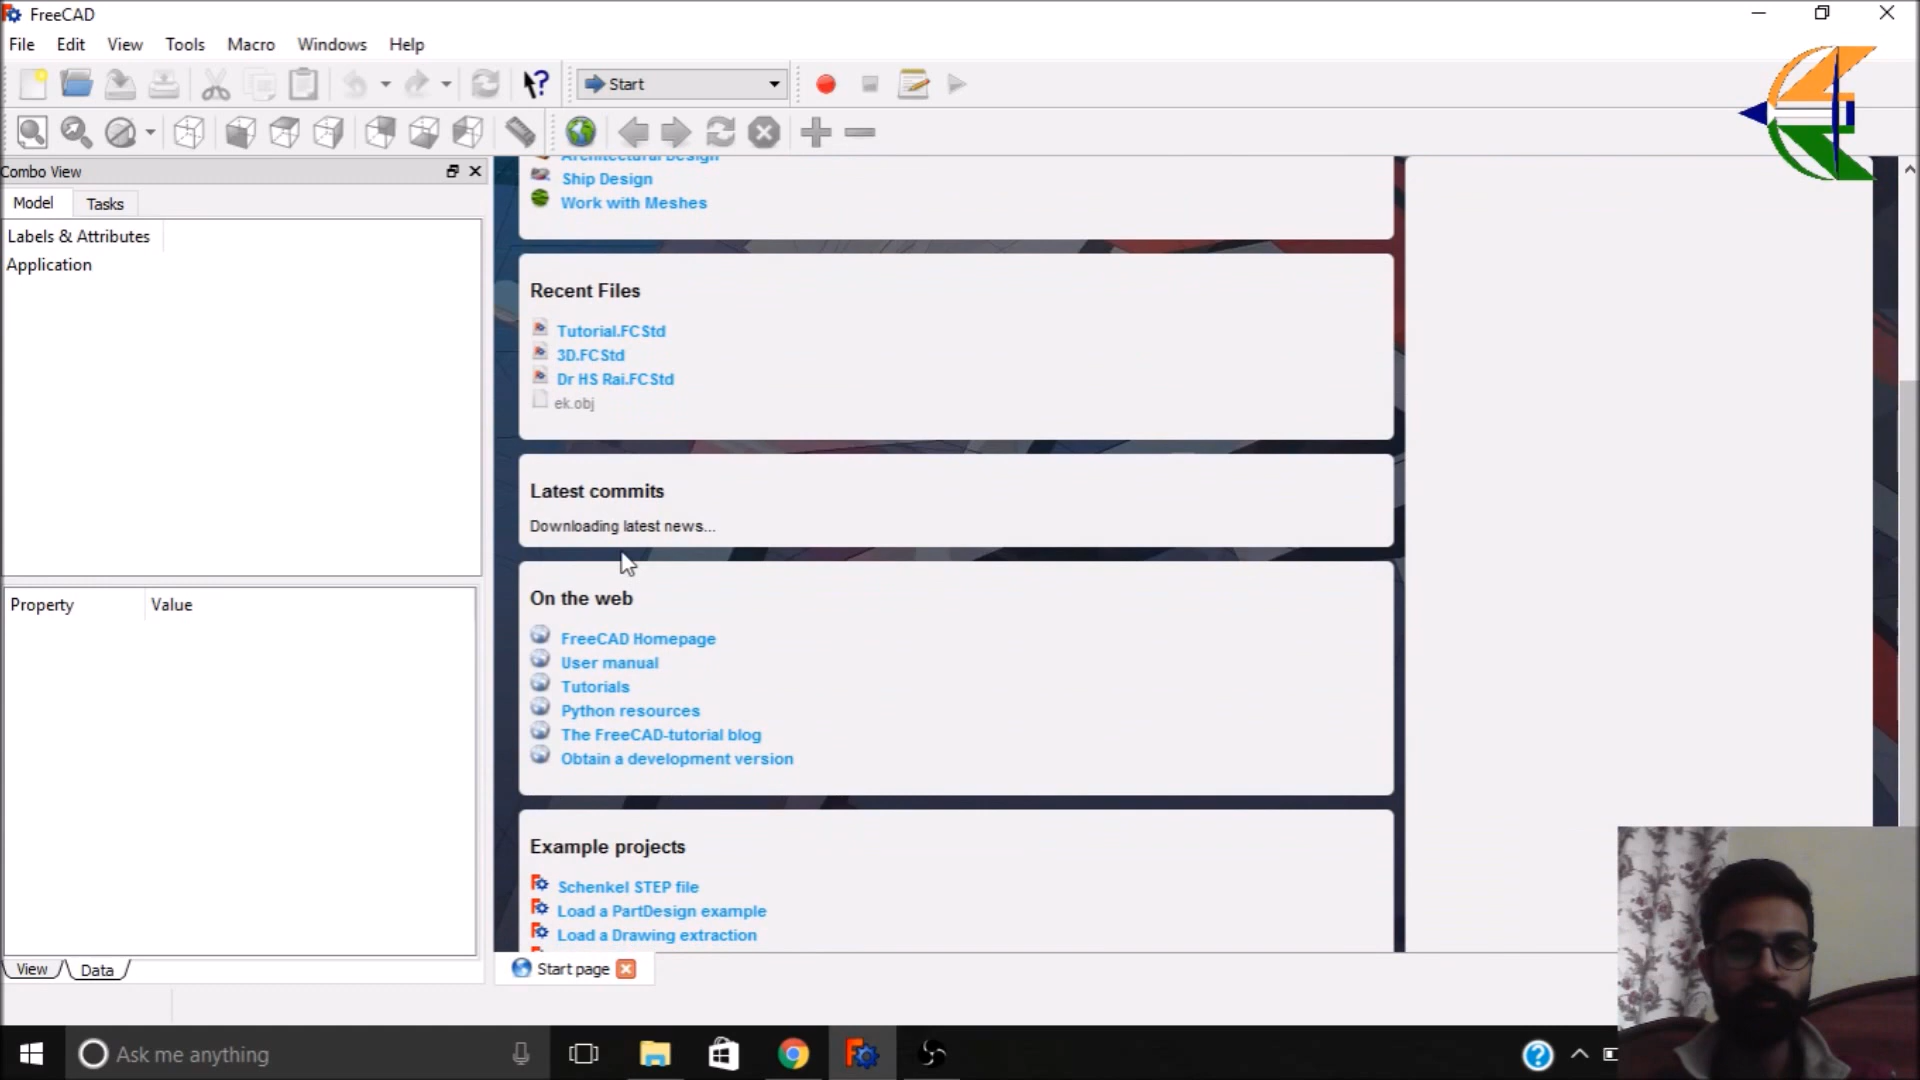 FreeCAD
File Edit View Tools Macro Windows Help
Start
Combo View
Model Tasks
Labels & Attributes
Application
Property Value
View Data
Architectural Design
Ship Design
Work with Meshes
Recent Files
Tutorial.FCStd
3D.FCStd
Dr HS Rai.FCStd
ek.obj
Latest commits
Downloading latest news...
On the web
FreeCAD Homepage
User manual
Tutorials
Python resources
The FreeCAD-tutorial blog
Obtain a development version
Example projects
Schenkel STEP file
Load a PartDesign example
Load a Drawing extraction
Start page
Ask me anything